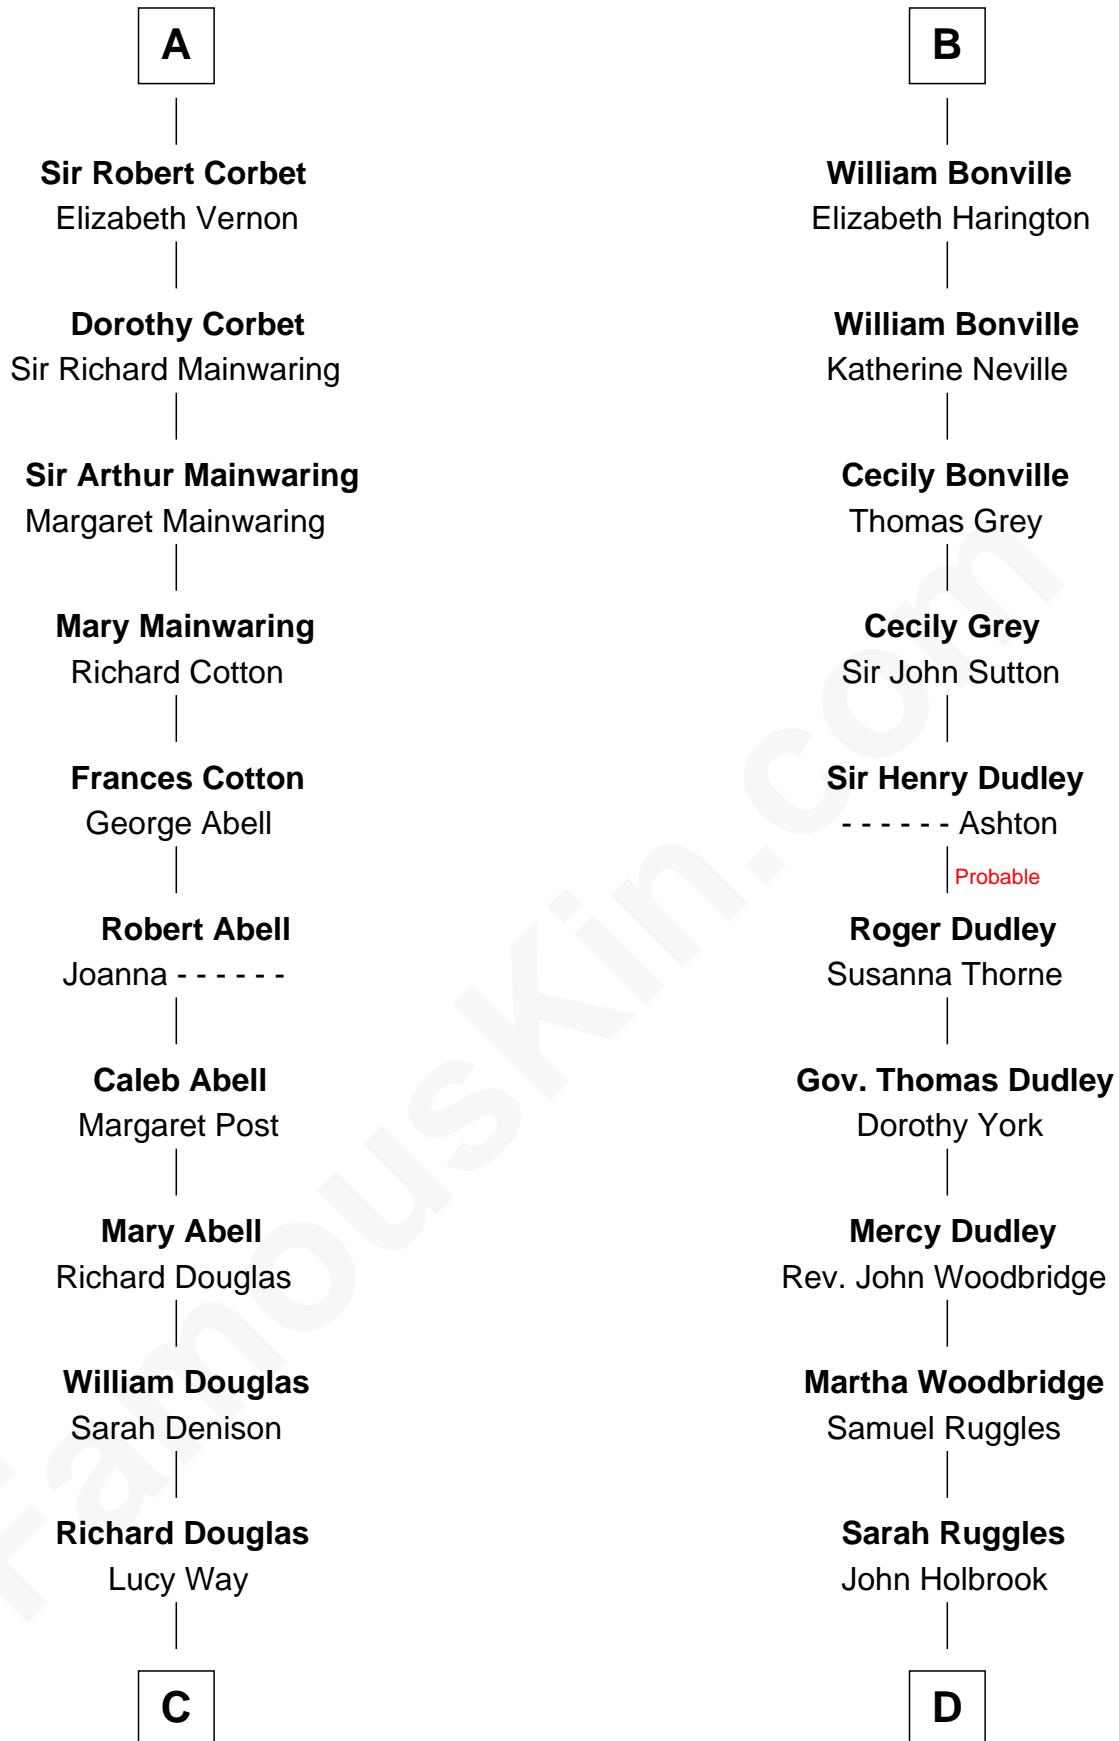 A
Sir Robert Corbet
Elizabeth Vernon
Dorothy Corbet
Sir Richard Mainwaring
Sir Arthur Mainwaring
Margaret Mainwaring
Mary Mainwaring
Richard Cotton
Frances Cotton
George Abell
Robert Abell
Joanna - - - - - -
Caleb Abell
Margaret Post
Mary Abell
Richard Douglas
William Douglas
Sarah Denison
Richard Douglas
Lucy Way
C
B
William Bonville
Elizabeth Harington
William Bonville
Katherine Neville
Cecily Bonville
Thomas Grey
Cecily Grey
Sir John Sutton
Sir Henry Dudley
- - - - - - Ashton
Probable
Roger Dudley
Susanna Thorne
Gov. Thomas Dudley
Dorothy York
Mercy Dudley
Rev. John Woodbridge
Martha Woodbridge
Samuel Ruggles
Sarah Ruggles
John Holbrook
D
FamousKin.com